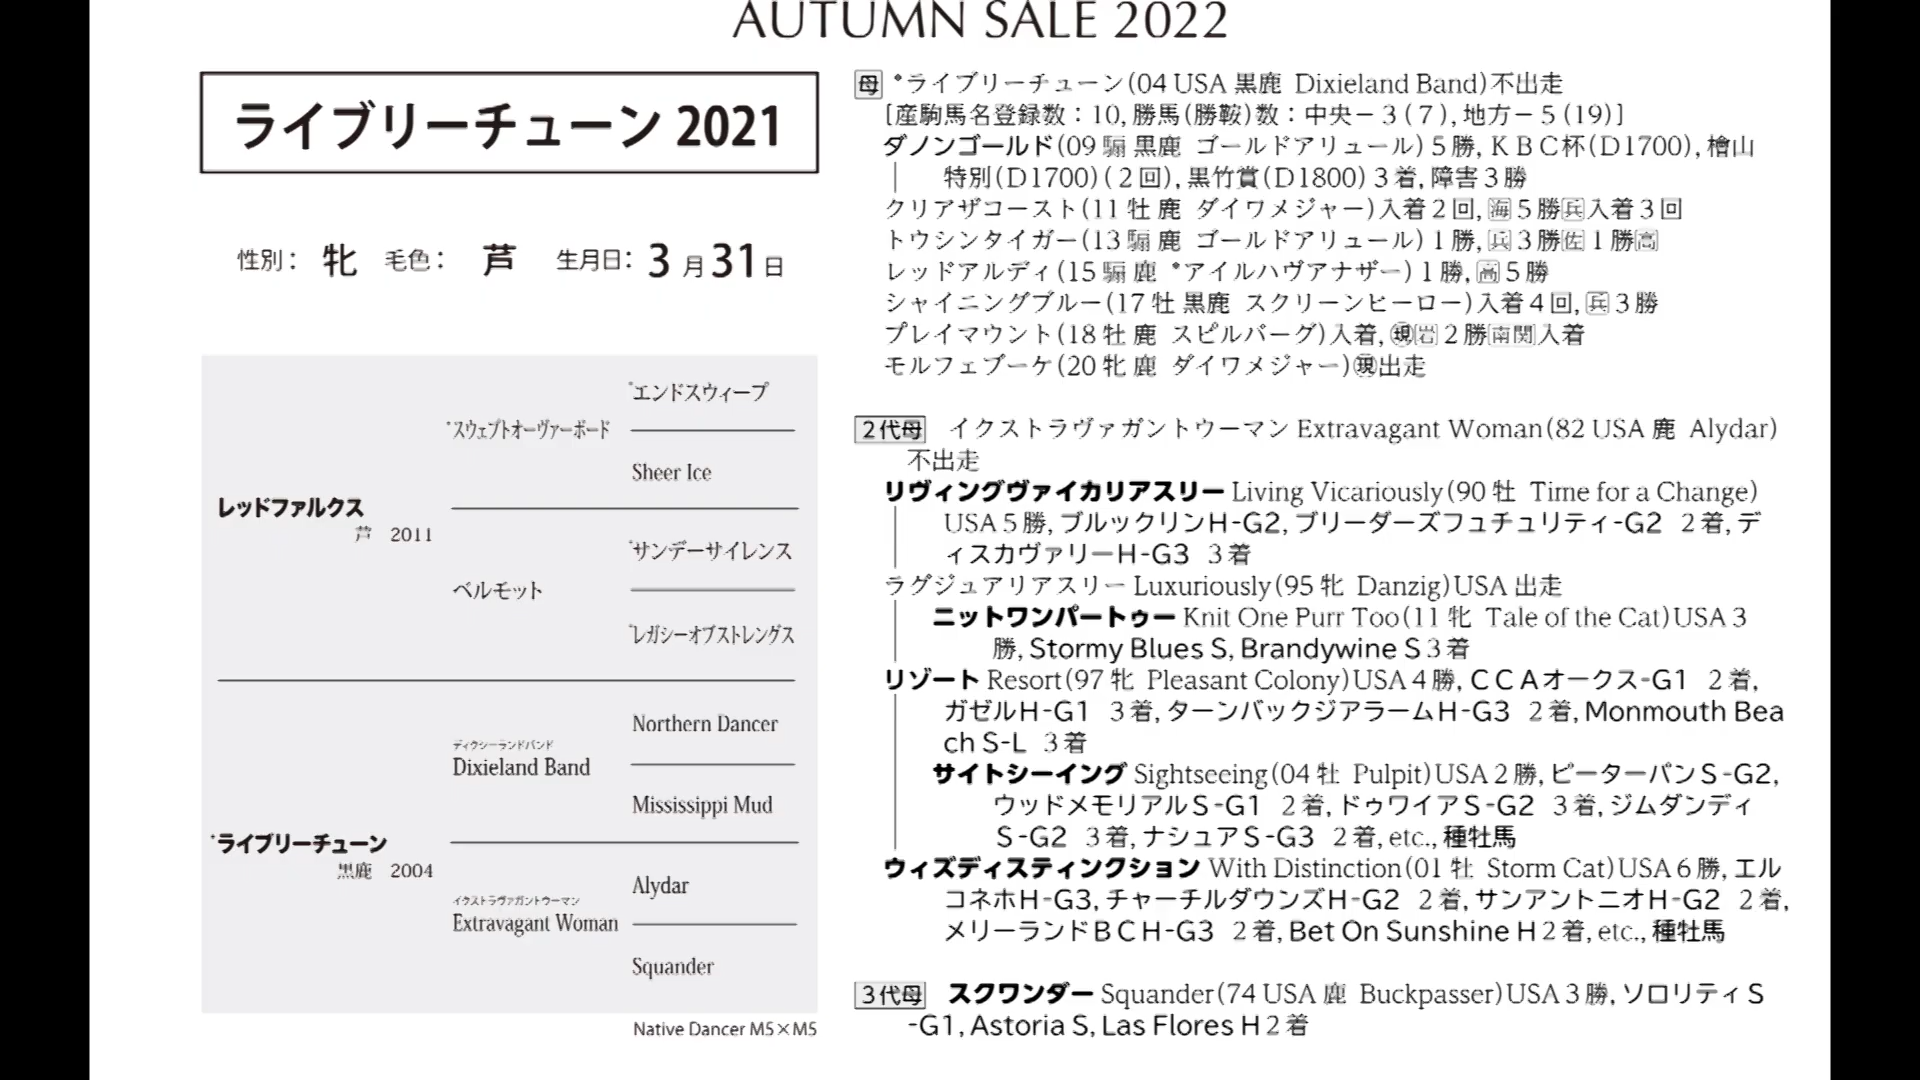 AUTUMN SALE 2022
ライブリーチューン 2021
性別： 牝 毛色： 芦 生月日： 3月31日
*エンドスウィープ
*スウェプトオーヴァーボード
Sheer Ice
レッドファルクス
芦 2011
*サンデーサイレンス
ベルモット
*レガシーオブストレングス
Northern Dancer
ディクシーランドバンド
Dixieland Band
Mississippi Mud
*ライブリーチューン
黒鹿 2004
Alydar
イクストラヴァガントウーマン
Extravagant Woman
Squander
Native Dancer M5×M5
母 *ライブリーチューン(04 USA 黒鹿 Dixieland Band)不出走
[産駒馬名登録数：10, 勝馬(勝鞍)数：中央－3(7), 地方－5(19)]
ダノンゴールド(09 騸 黒鹿 ゴールドアリュール)5勝, KBC杯(D1700), 檜山
特別(D1700)(2回), 黒竹賞(D1800)3着, 障害3勝
クリアザコースト(11 牡 鹿 ダイワメジャー)入着2回, 海5勝兵入着3回
トウシンタイガー(13 騸 鹿 ゴールドアリュール)1勝, 兵3勝佐1勝高
レッドアルディ(15 騸 鹿 *アイルハヴアナザー)1勝, 高5勝
シャイニングブルー(17 牡 黒鹿 スクリーンヒーロー)入着4回, 兵3勝
プレイマウント(18 牡 鹿 スピルバーグ)入着, 現岩2勝南関入着
モルフェブーケ(20 牝 鹿 ダイワメジャー)現出走
2代母 イクストラヴァガントウーマン Extravagant Woman(82 USA 鹿 Alydar)
不出走
リヴィングヴァイカリアスリー Living Vicariously(90 牡 Time for a Change)
USA 5勝, ブルックリンH-G2, ブリーダーズフュチュリティ-G2 2着, デ
ィスカヴァリーH-G3 3着
ラグジュアリアスリー Luxuriously(95 牝 Danzig)USA 出走
ニットワンパートゥー Knit One Purr Too(11 牝 Tale of the Cat)USA 3
勝, Stormy Blues S, Brandywine S 3着
リゾート Resort(97 牝 Pleasant Colony)USA 4勝, CCAオークス-G1 2着,
ガゼルH-G1 3着, ターンバックジアラームH-G3 2着, Monmouth Bea
ch S-L 3着
サイトシーイング Sightseeing(04 牡 Pulpit)USA 2勝, ピーターパンS-G2,
ウッドメモリアルS-G1 2着, ドゥワイアS-G2 3着, ジムダンディ
S-G2 3着, ナシュアS-G3 2着, etc., 種牡馬
ウィズディスティンクション With Distinction(01 牡 Storm Cat)USA 6勝, エル
コネホH-G3, チャーチルダウンズH-G2 2着, サンアントニオH-G2 2着,
メリーランドBCH-G3 2着, Bet On Sunshine H 2着, etc., 種牡馬
3代母 スクワンダー Squander(74 USA 鹿 Buckpasser)USA 3勝, ソロリティS
-G1, Astoria S, Las Flores H 2着